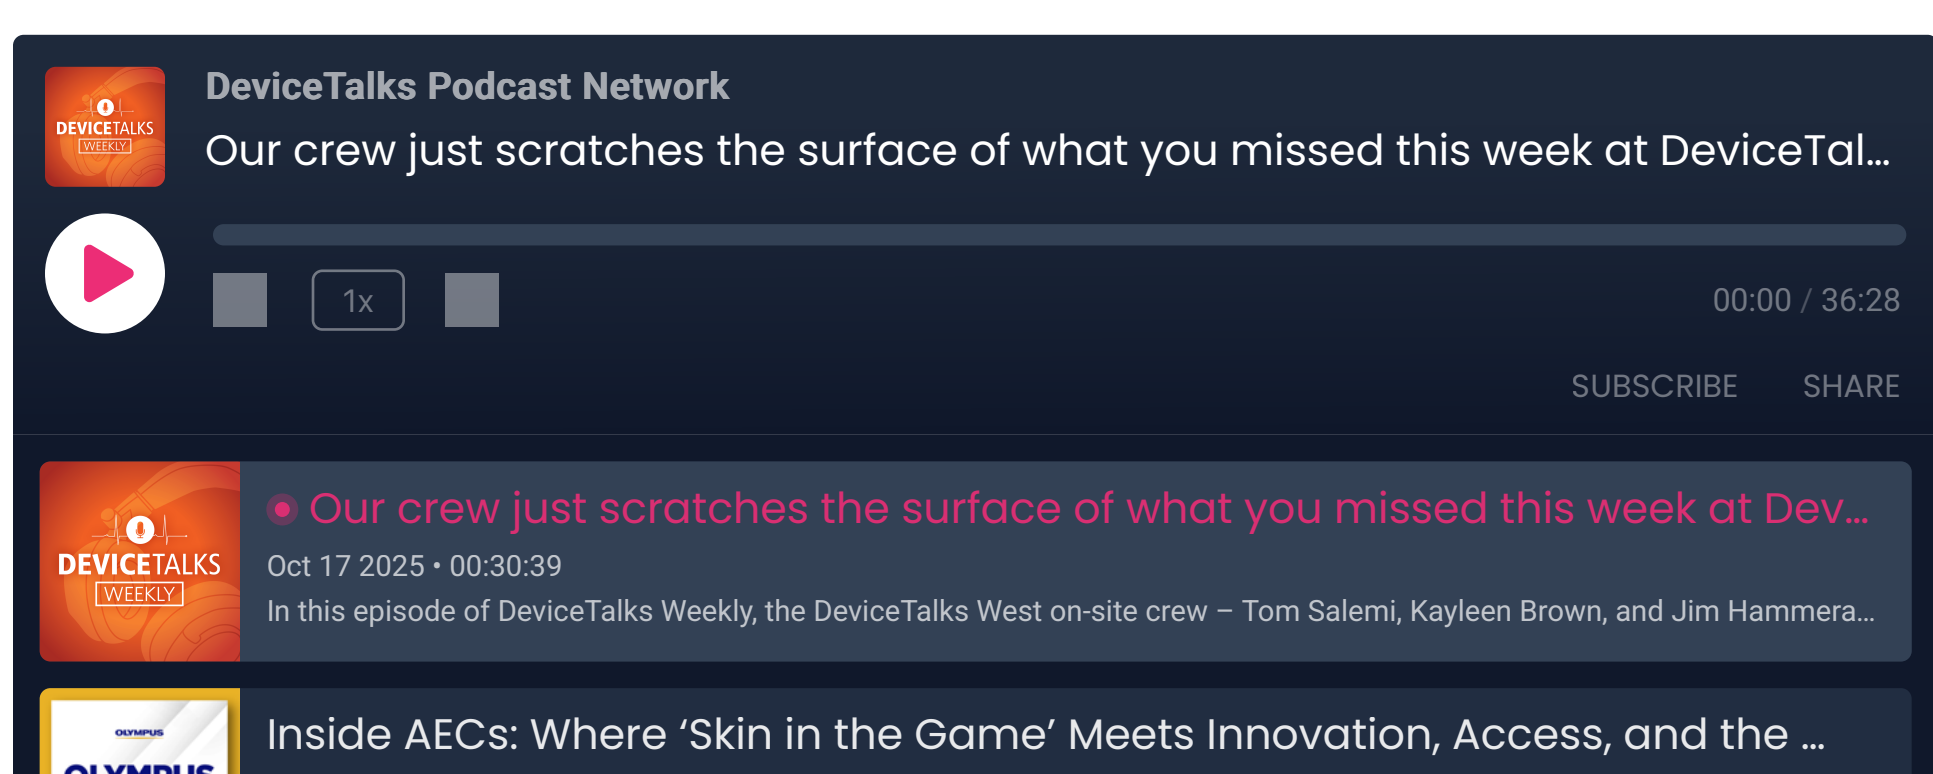 DeviceTalks Podcast Network
DEVICETALKS
WEEKLY
Our crew just scratches the surface of what you missed this week at DeviceTal...
1x
00:00 / 36:28
SUBSCRIBE SHARE
DEVICETALKS
WEEKLY
Our crew just scratches the surface of what you missed this week at Dev...
Oct 17 2025 • 00:30:39
In this episode of DeviceTalks Weekly, the DeviceTalks West on-site crew – Tom Salemi, Kayleen Brown, and Jim Hammera...
OLYMPUS
OLYMPUS
Inside AECs: Where ‘Skin in the Game’ Meets Innovation, Access, and the ...